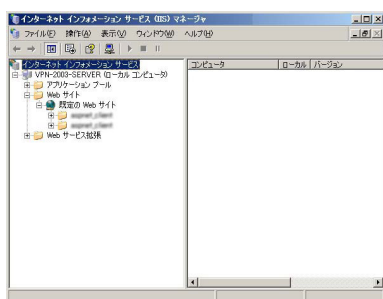 インターネット インフォメーション サービス (IIS) マネージャ
ファイル(F) 操作(A) 表示(V) ウィンドウ(W) ヘルプ(H)
インターネット インフォメーション サービス
コンピュータ ローカル バージョン
VPN-2003-SERVER (ローカル コンピュータ)
アプリケーション プール
Web サイト
既定の Web サイト
Web サービス拡張